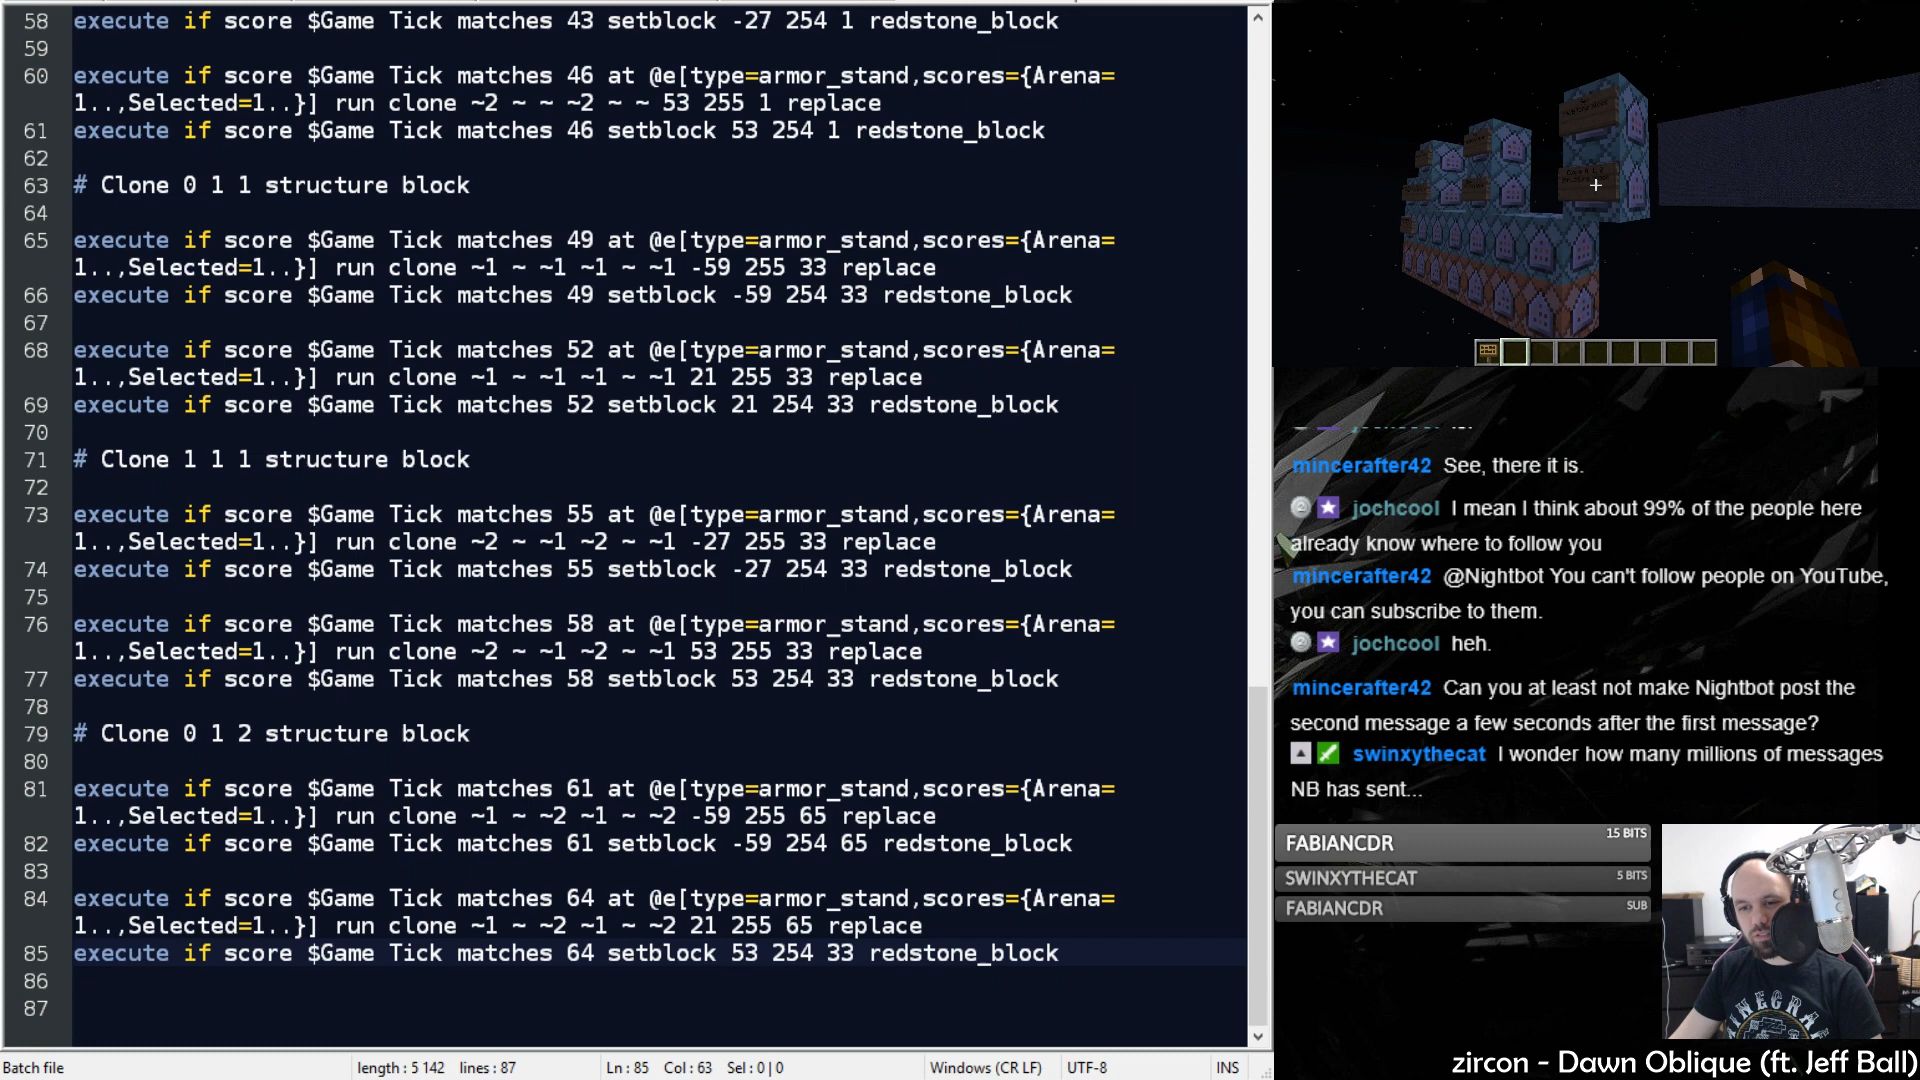 58 execute if score $Game Tick matches 43 setblock -27 254 1 redstone_block
59
60 execute if score $Game Tick matches 46 at @e[type=armor_stand,scores={Arena=
1..,Selected=1..}] run clone ~2 ~ ~ ~2 ~ ~ 53 255 1 replace
61 execute if score $Game Tick matches 46 setblock 53 254 1 redstone_block
62
63 # Clone 0 1 1 structure block
64
65 execute if score $Game Tick matches 49 at @e[type=armor_stand,scores={Arena=
1..,Selected=1..}] run clone ~1 ~ ~1 ~1 ~ ~1 -59 255 33 replace
66 execute if score $Game Tick matches 49 setblock -59 254 33 redstone_block
67
68 execute if score $Game Tick matches 52 at @e[type=armor_stand,scores={Arena=
1..,Selected=1..}] run clone ~1 ~ ~1 ~1 ~ ~1 21 255 33 replace
69 execute if score $Game Tick matches 52 setblock 21 254 33 redstone_block
70
71 # Clone 1 1 1 structure block
72
73 execute if score $Game Tick matches 55 at @e[type=armor_stand,scores={Arena=
1..,Selected=1..}] run clone ~2 ~ ~1 ~2 ~ ~1 -27 255 33 replace
74 execute if score $Game Tick matches 55 setblock -27 254 33 redstone_block
75
76 execute if score $Game Tick matches 58 at @e[type=armor_stand,scores={Arena=
1..,Selected=1..}] run clone ~2 ~ ~1 ~2 ~ ~1 53 255 33 replace
77 execute if score $Game Tick matches 58 setblock 53 254 33 redstone_block
78
79 # Clone 0 1 2 structure block
80
81 execute if score $Game Tick matches 61 at @e[type=armor_stand,scores={Arena=
1..,Selected=1..}] run clone ~1 ~ ~2 ~1 ~ ~2 -59 255 65 replace
82 execute if score $Game Tick matches 61 setblock -59 254 65 redstone_block
83
84 execute if score $Game Tick matches 64 at @e[type=armor_stand,scores={Arena=
1..,Selected=1..}] run clone ~1 ~ ~2 ~1 ~ ~2 21 255 65 replace
85 execute if score $Game Tick matches 64 setblock 53 254 33 redstone_block
86
87
Batch file length : 5 142 lines : 87 Ln : 85 Col : 63 Sel : 0 | 0 Windows (CR LF) UTF-8 INS
mincerafter42 See, there it is.
jochcool I mean I think about 99% of the people here
already know where to follow you
mincerafter42 @Nightbot You can't follow people on YouTube,
you can subscribe to them.
jochcool heh.
mincerafter42 Can you at least not make Nightbot post the
second message a few seconds after the first message?
swinxythecat I wonder how many millions of messages
NB has sent...
FABIANCDR 15 BITS
SWINXYTHECAT 5 BITS
FABIANCDR SUB
zircon - Dawn Oblique (ft. Jeff Ball)